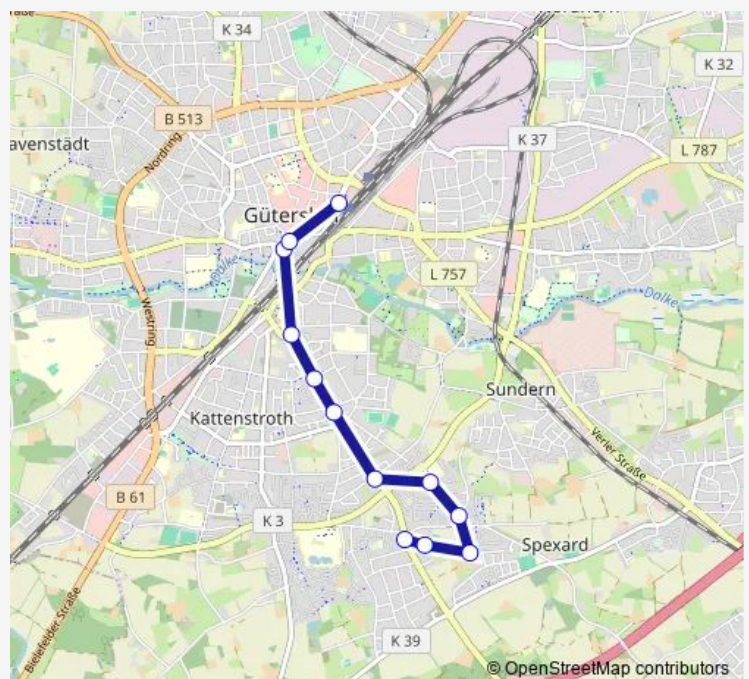 K 34
K 32
B 513
avenstädt
Nordring
K 37
L 787
Güters
L 757
Dalke
Dalke
Westring
Sundern
Kattenstroth
Verler Straße
B 61
K 3
Spexard
Bielefelder Straße
K 39
© OpenStreetMap contributors